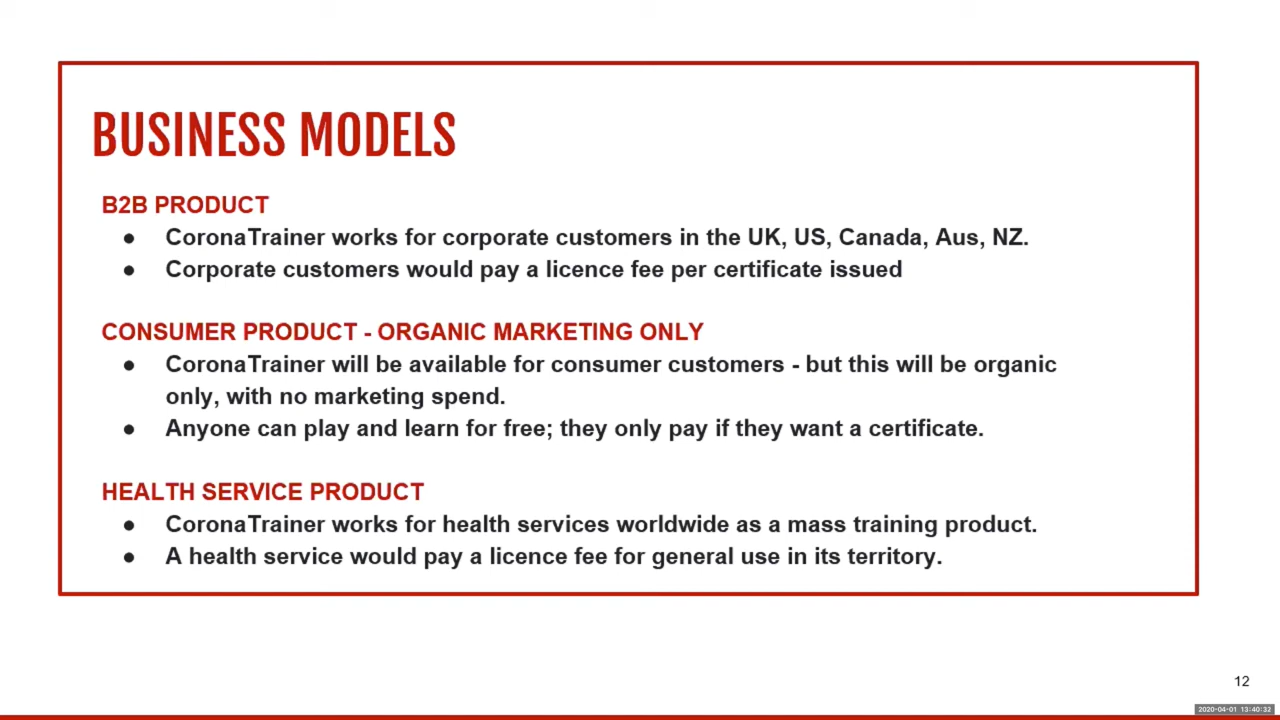 BUSINESS MODELS
B2B PRODUCT
● CoronaTrainer works for corporate customers in the UK, US, Canada, Aus, NZ.
● Corporate customers would pay a licence fee per certificate issued
CONSUMER PRODUCT - ORGANIC MARKETING ONLY
● CoronaTrainer will be available for consumer customers - but this will be organic
only, with no marketing spend.
● Anyone can play and learn for free; they only pay if they want a certificate.
HEALTH SERVICE PRODUCT
● CoronaTrainer works for health services worldwide as a mass training product.
● A health service would pay a licence fee for general use in its territory.
12
2020-04-01 13:40:32